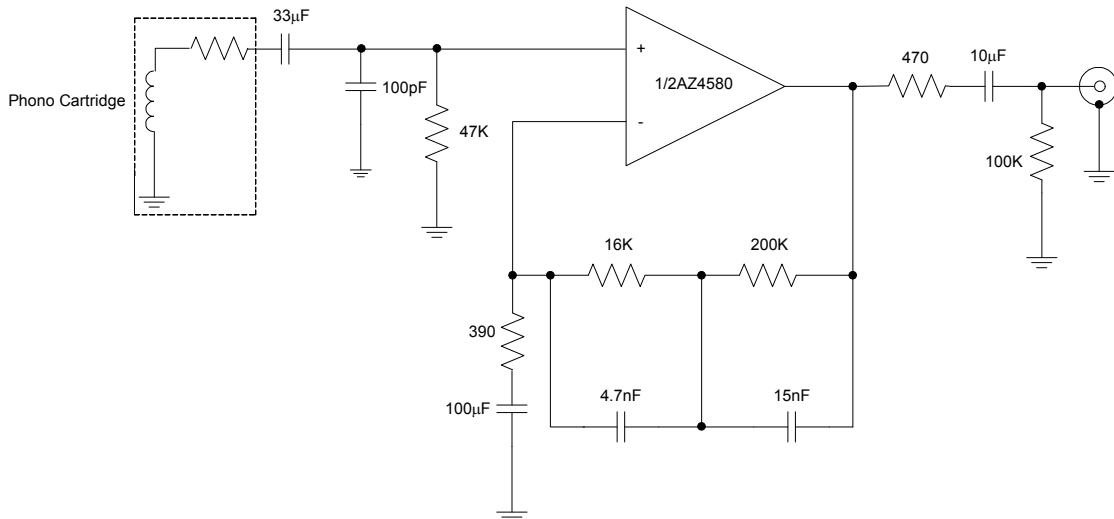 33μF
470
10μF
+
1/2AZ4580
Phono Cartridge
100pF
47K
-
100K
16K
200K
390
4.7nF
15nF
100μF